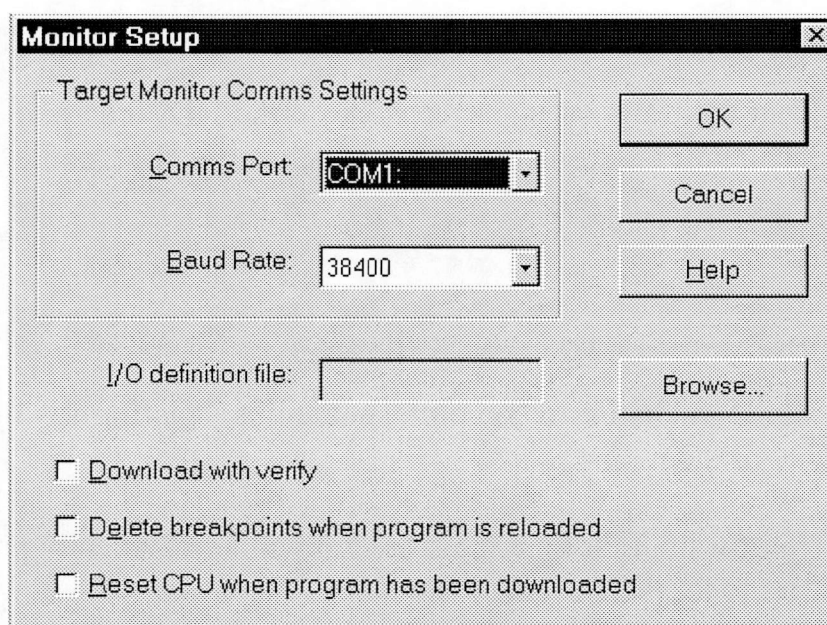 Monitor Setup
Target Monitor Comms Settings
Comms Port: COM1:
OK
Cancel
Baud Rate: 38400
Help
I/O definition file:
Browse...
Download with verify
Delete breakpoints when program is reloaded
Reset CPU when program has been downloaded